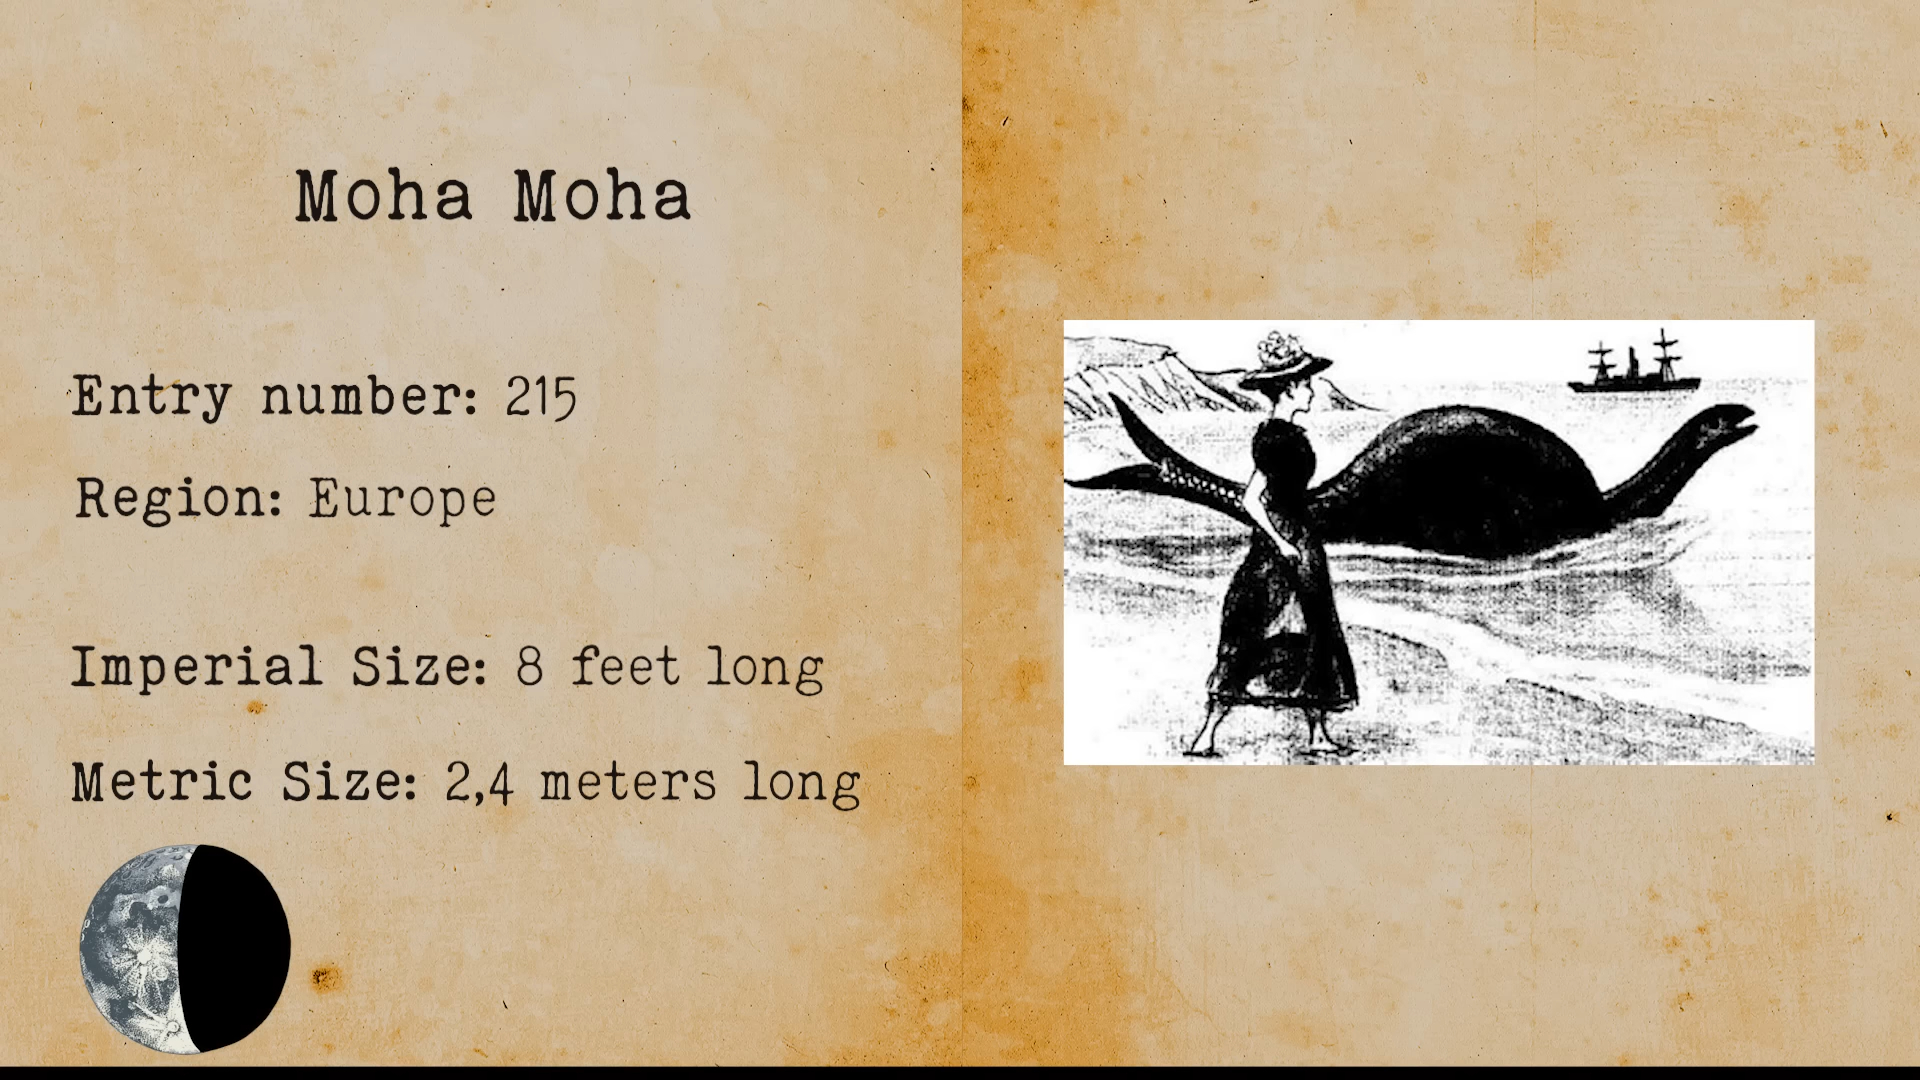 Moha Moha
Entry number: 215
Region: Europe
Imperial Size: 8 feet long
Metric Size: 2,4 meters long